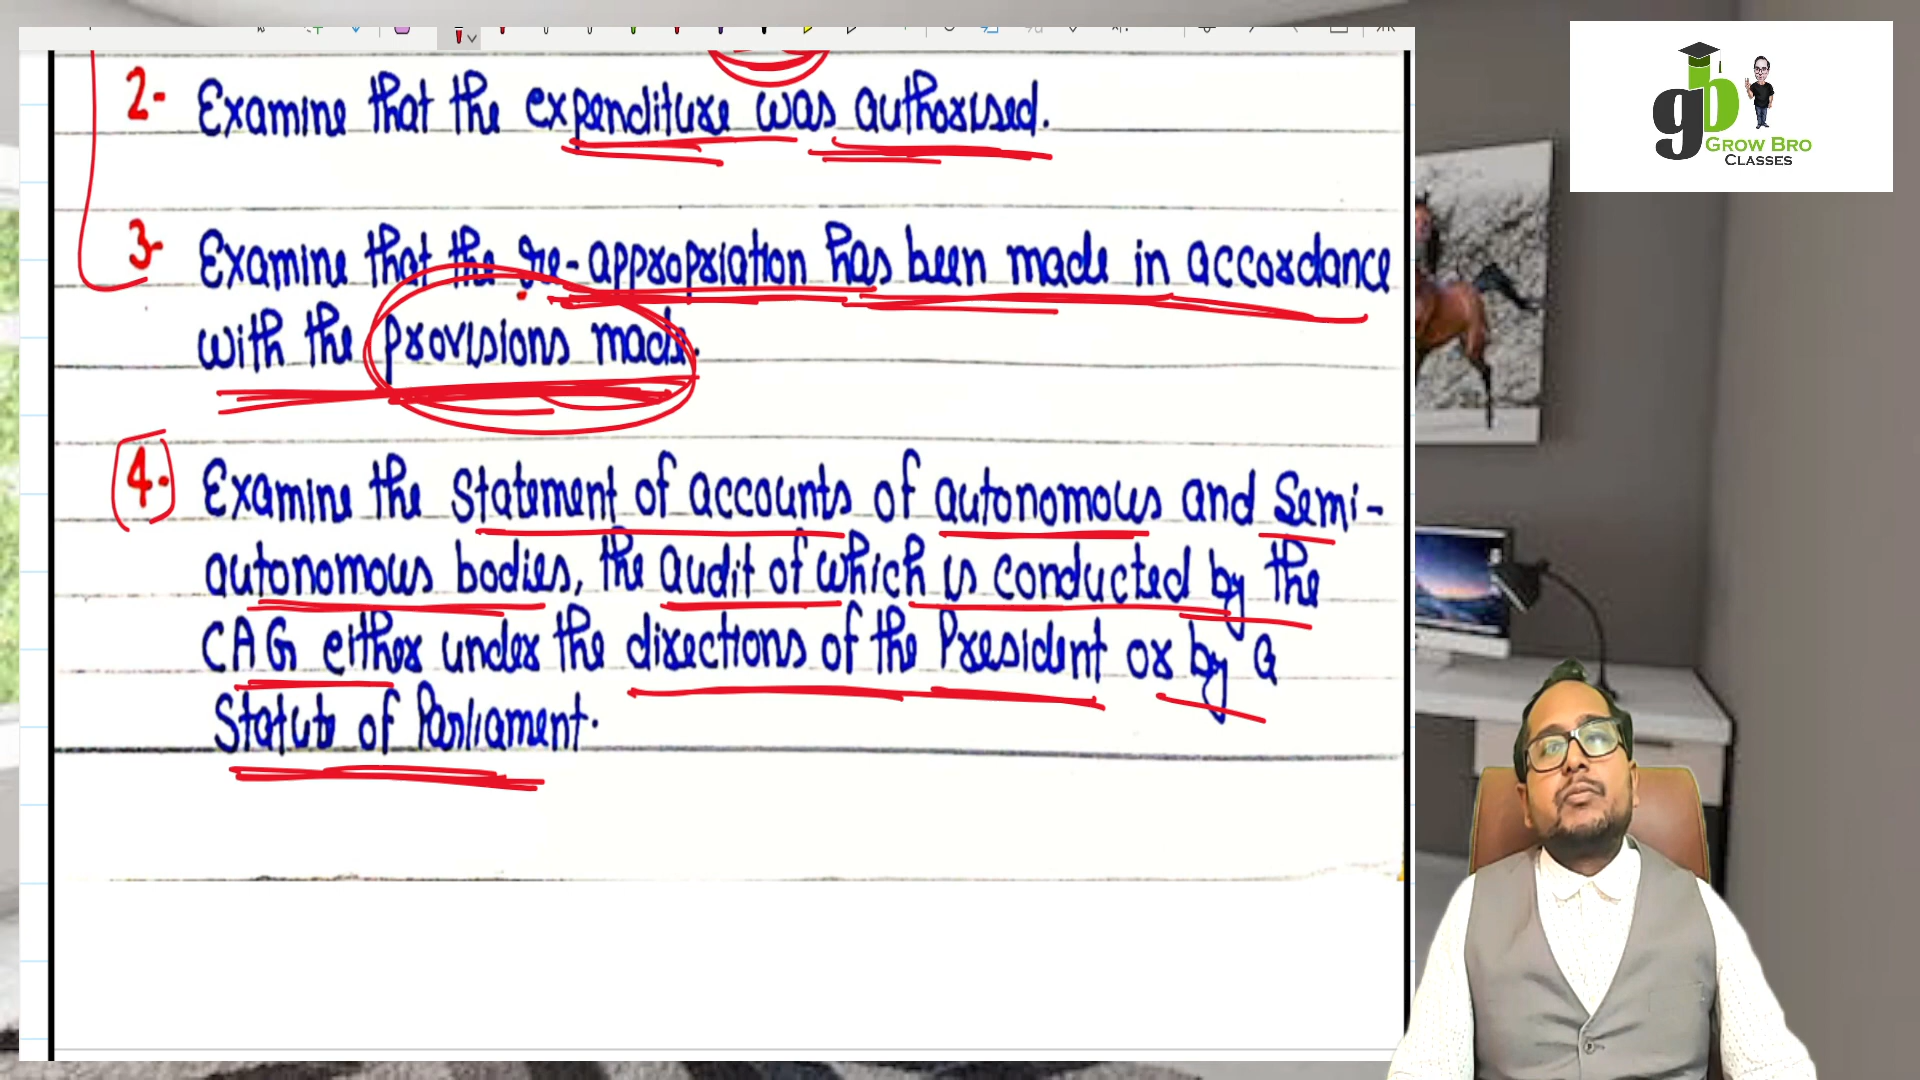 2- Examine that the expenditure was authorised.
3- Examine that the re-appropriation has been made in accordance
with the provisions made.
4- Examine the Statement of accounts of autonomous and Semi-
autonomous bodies, the audit of which is conducted by the
CAG either under the directions of the President or by a
Statute of Parliament.
gb
GROW BRO
CLASSES